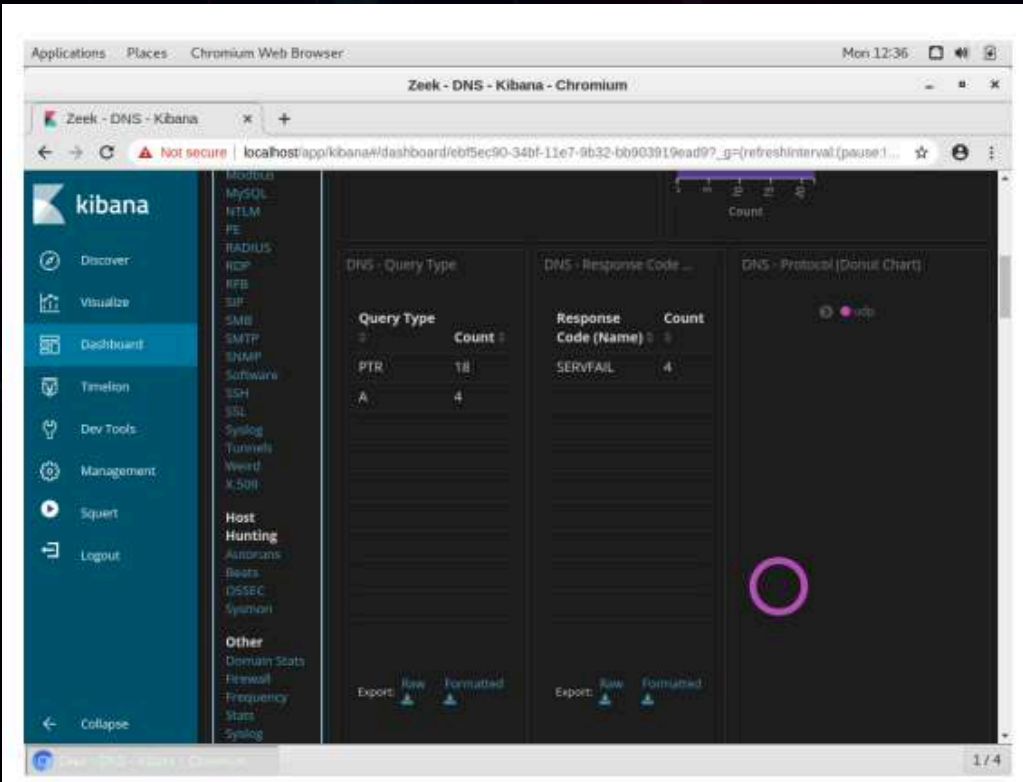 Applications Places Chromium Web Browser Mon 12:36
Zeek - DNS - Kibana - Chromium
Zeek - DNS - Kibana
Not secure | localhost/app/kibana#/dashboard/ebf5ec90-34bf-11e7-9b32-bb903919ead9?_g=(refreshInterval:(pause:!...
kibana
Discover
Visualize
Dashboard
Timelion
Dev Tools
Management
Squert
Logout
Collapse
Modbus
MySQL
NTLM
PE
RADIUS
RDP
RFB
SIP
SMB
SMTP
SNMP
Software
SSH
SSL
Syslog
Tunnels
Weird
X.509
Host
Hunting
Autoruns
Beats
OSSEC
Sysmon
Other
Domain Stats
Firewall
Frequency
Stats
Syslog
Count
DNS - Query Type
Query Type Count
PTR 18
A 4
Export: Raw Formatted
DNS - Response Code ...
Response Code (Name) Count
SERVFAIL 4
Export: Raw Formatted
DNS - Protocol (Donut Chart)
udp
1 / 4